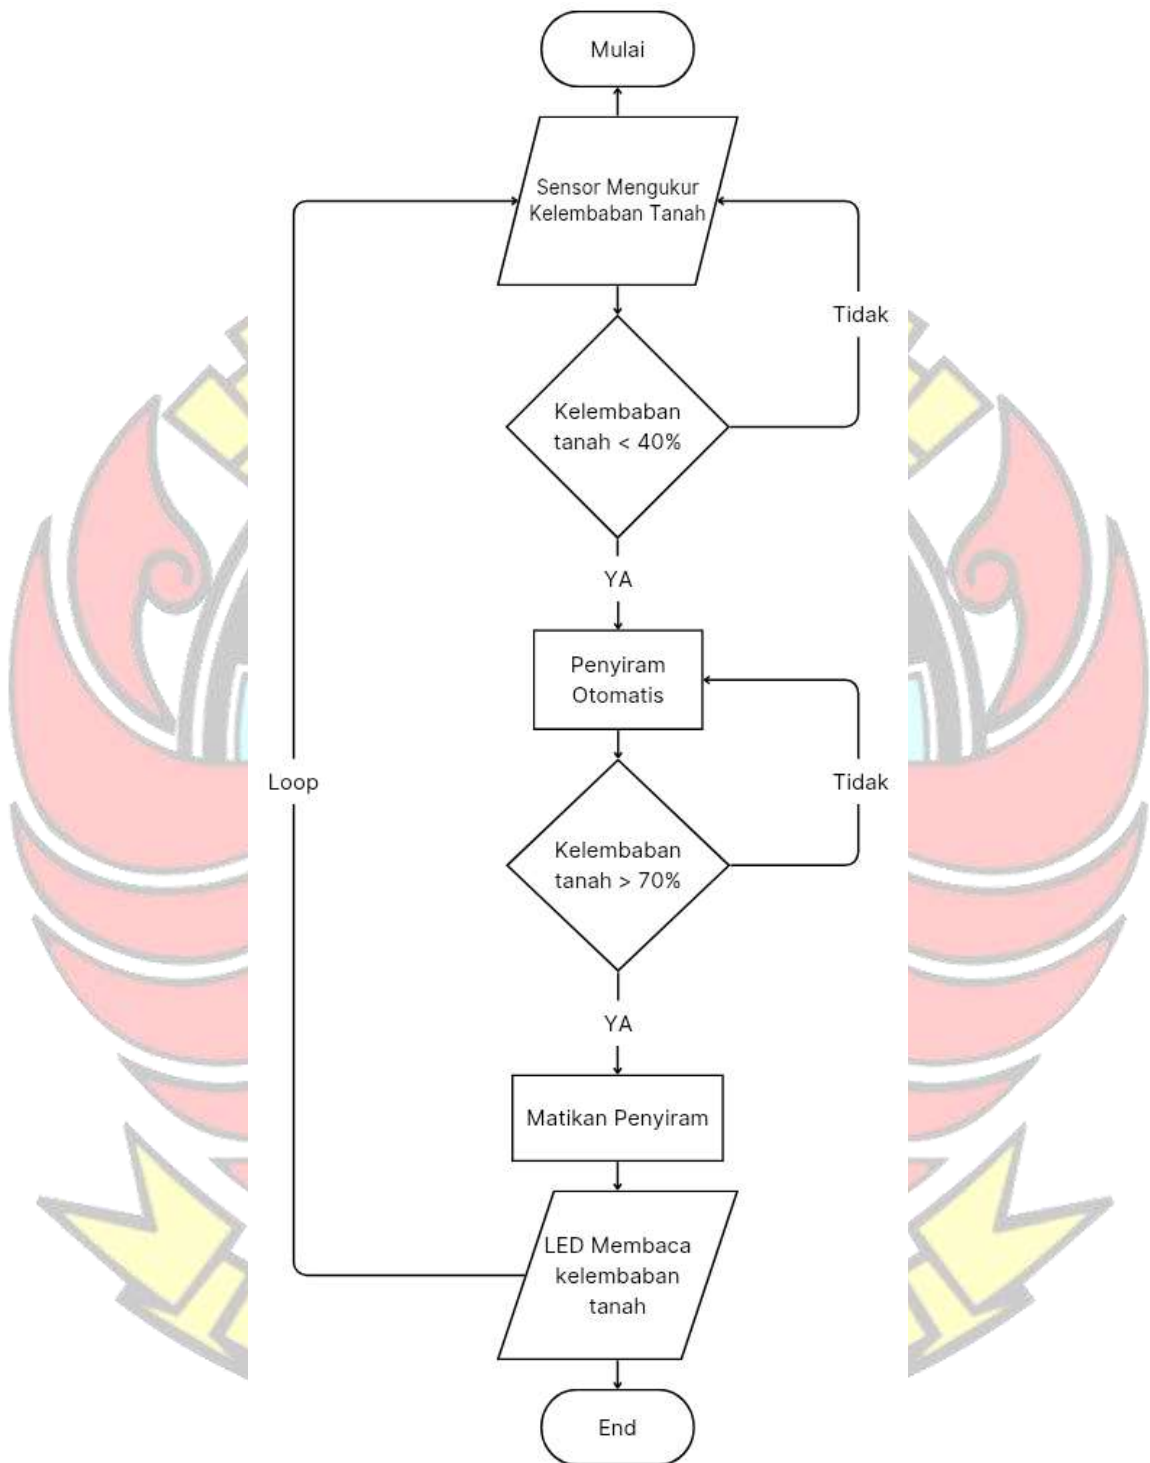 Mulai
Sensor Mengukur
Kelembaban Tanah
Tidak
Kelembaban
tanah < 40%
YA
Penyiram
Otomatis
Loop
Tidak
Kelembaban
tanah > 70%
YA
Matikan Penyiram
LED Membaca
kelembaban
tanah
End